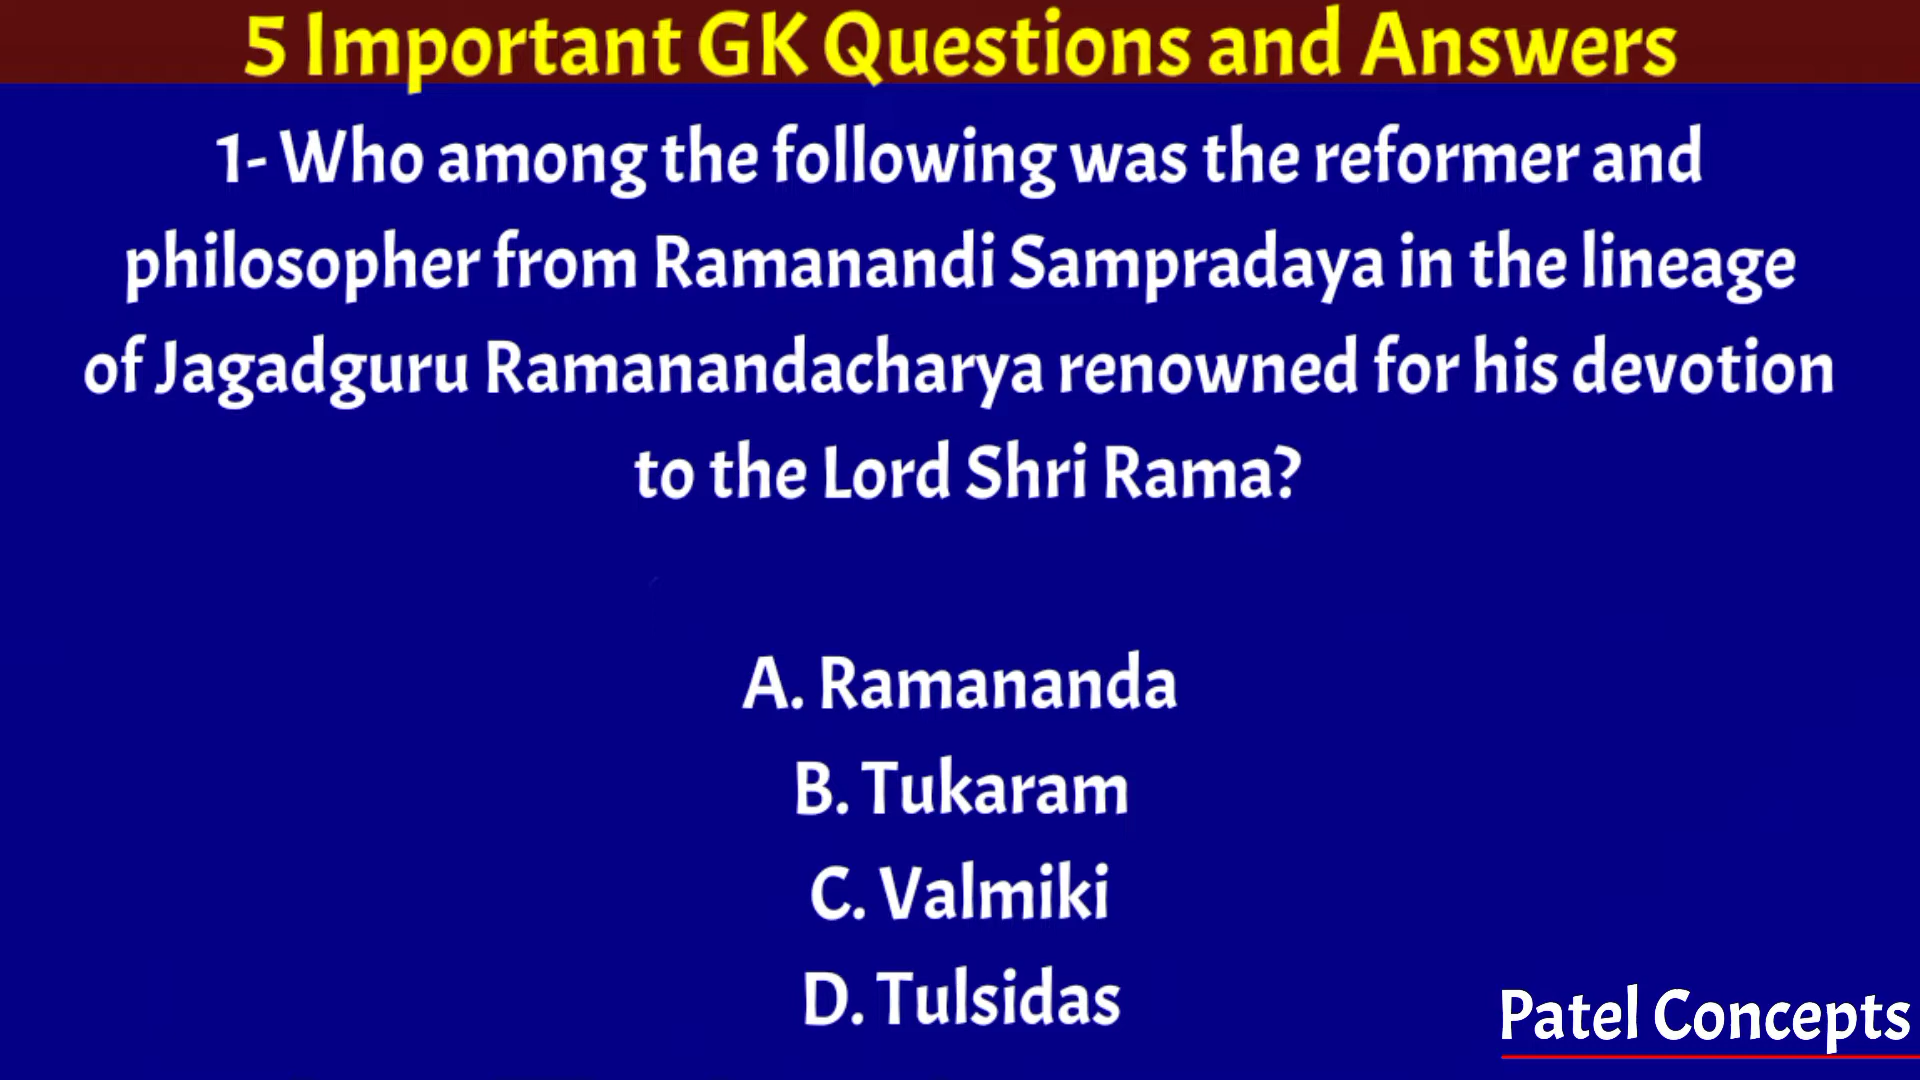 5 Important GK Questions and Answers
1- Who among the following was the reformer and
philosopher from Ramanandi Sampradaya in the lineage
of Jagadguru Ramanandacharya renowned for his devotion
to the Lord Shri Rama?
A. Ramananda
B. Tukaram
C. Valmiki
D. Tulsidas
Patel Concepts